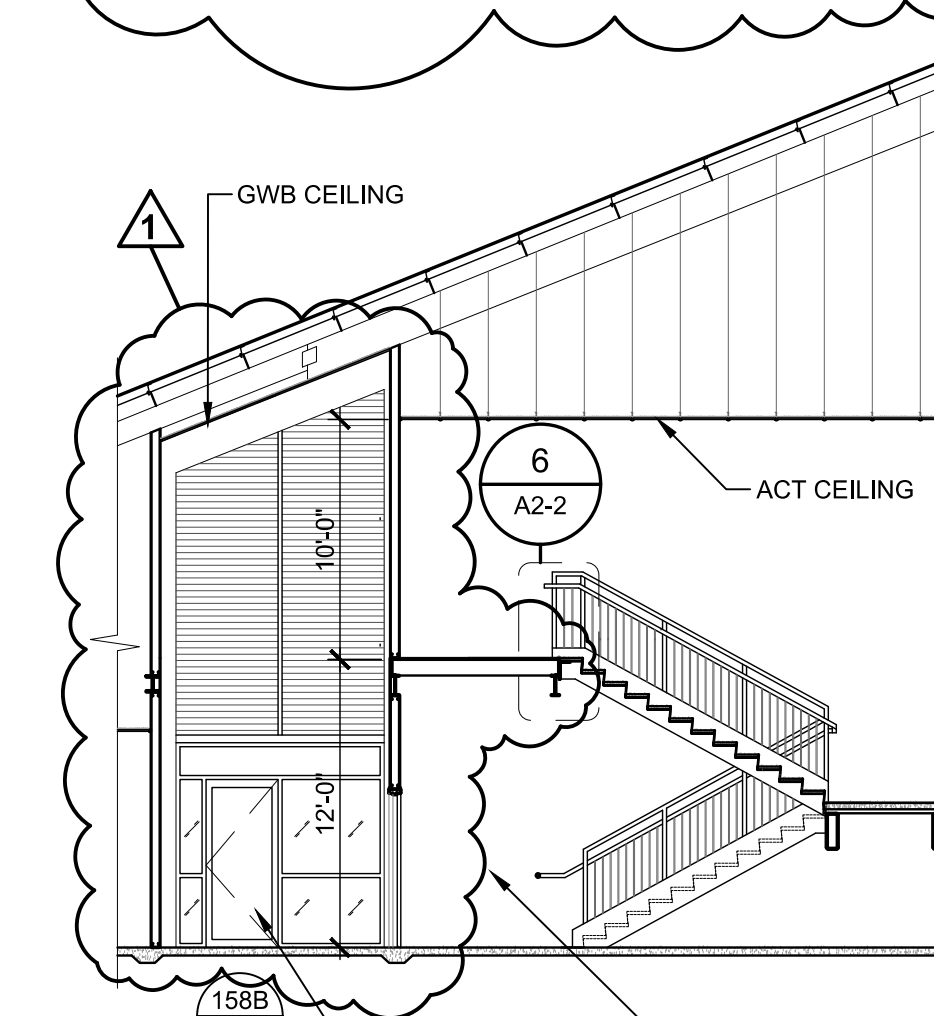 GWB CEILING
1
6
A2-2
ACT CEILING
10'-0"
12'-0"
158B